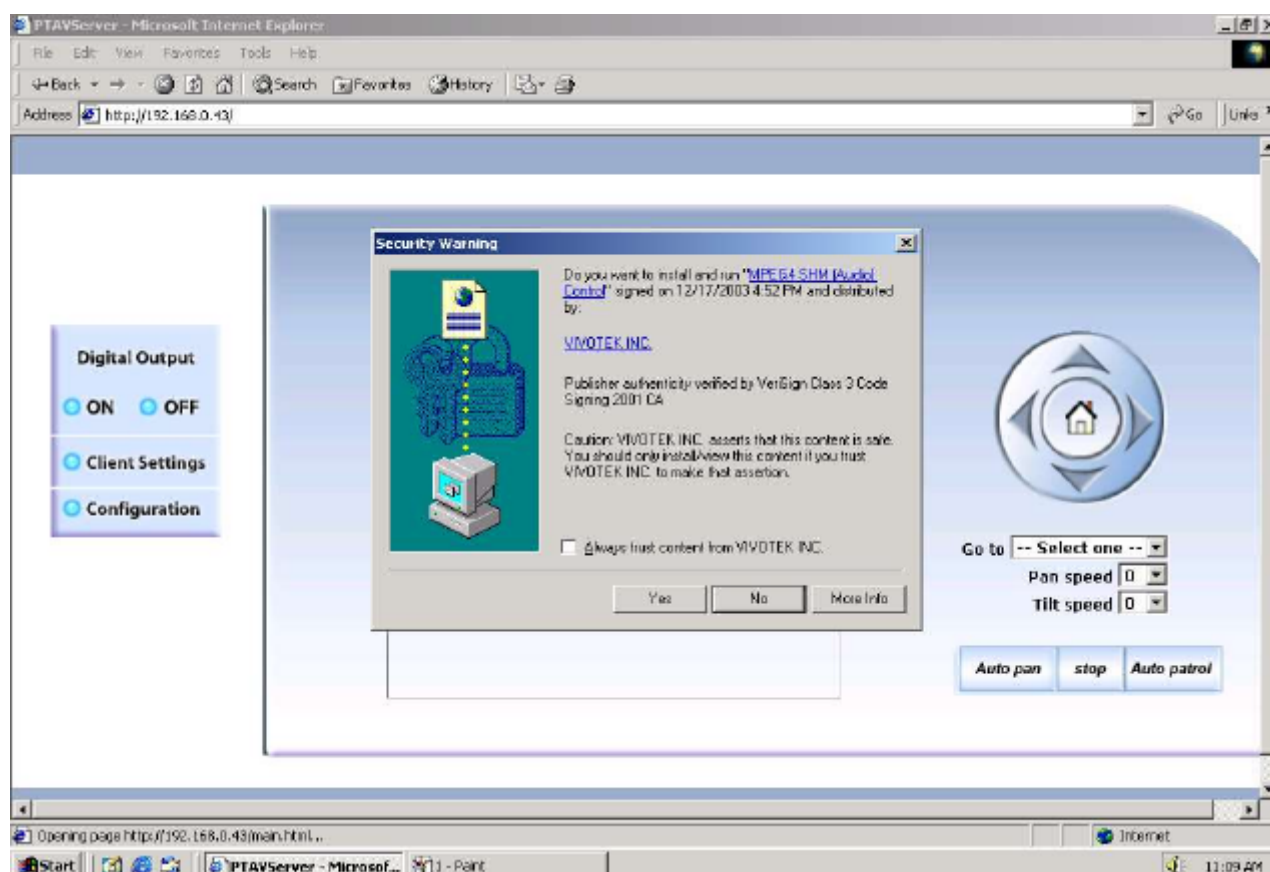 PTAVServer - Microsoft Internet Explorer
File Edit View Favorites Tools Help
Back Search Favorites History
Address http://192.168.0.43/ Go Links
Security Warning
Do you want to install and run "MPEG4 SHM (Audio)
Control" signed on 12/17/2003 4:52 PM and distributed
by:
VIVOTEK INC.
Publisher authenticity verified by VeriSign Class 3 Code
Signing 2001 CA
Caution: VIVOTEK INC. asserts that this content is safe.
You should only install/view this content if you trust
VIVOTEK INC. to make that assertion.
Always trust content from VIVOTEK INC.
Yes No More Info
Digital Output
ON OFF
Client Settings
Configuration
Go to -- Select one --
Pan speed 0
Tilt speed 0
Auto pan stop Auto patrol
Opening page http://192.168.0.43/main.html... Internet
Start PTAVServer - Microsof... 1 - Paint 11:09 AM